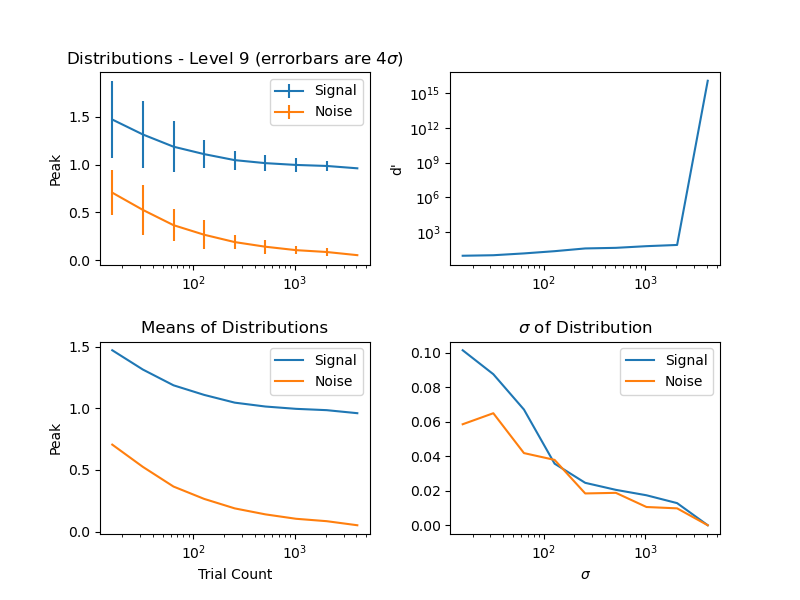 Distributions - Level 9 (errorbars are 4σ)
Peak
1.5
1.0
0.5
0.0
10²
10³
Signal
Noise
d'
10¹⁵
10¹²
10⁹
10⁶
10³
10²
10³
Means of Distributions
Peak
1.5
1.0
0.5
0.0
10²
10³
Trial Count
Signal
Noise
σ of Distribution
0.10
0.08
0.06
0.04
0.02
0.00
10²
10³
σ
Signal
Noise